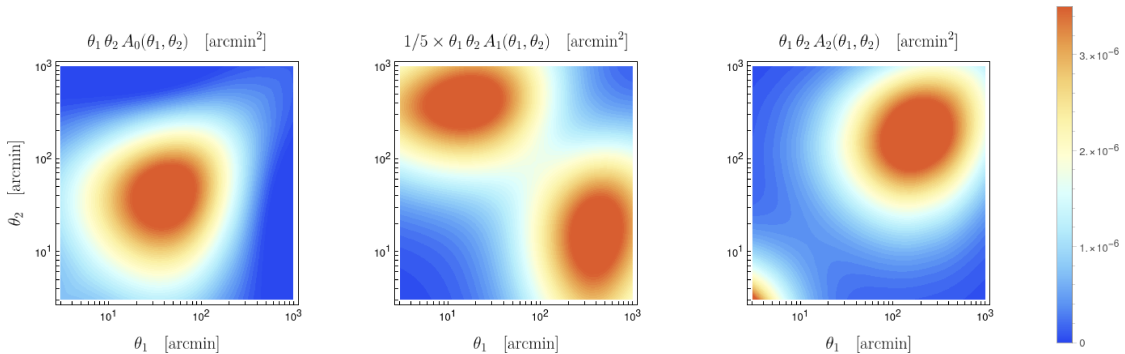 θ₁ θ₂ A₀(θ₁, θ₂) [arcmin²]
1/5 × θ₁ θ₂ A₁(θ₁, θ₂) [arcmin²]
θ₁ θ₂ A₂(θ₁, θ₂) [arcmin²]
θ₂ [arcmin]
10³
10²
10¹
10¹ 10² 10³
θ₁ [arcmin]
10³
10²
10¹
10¹ 10² 10³
θ₁ [arcmin]
10³
10²
10¹
10¹ 10² 10³
θ₁ [arcmin]
3.×10⁻⁶
2.×10⁻⁶
1.×10⁻⁶
0